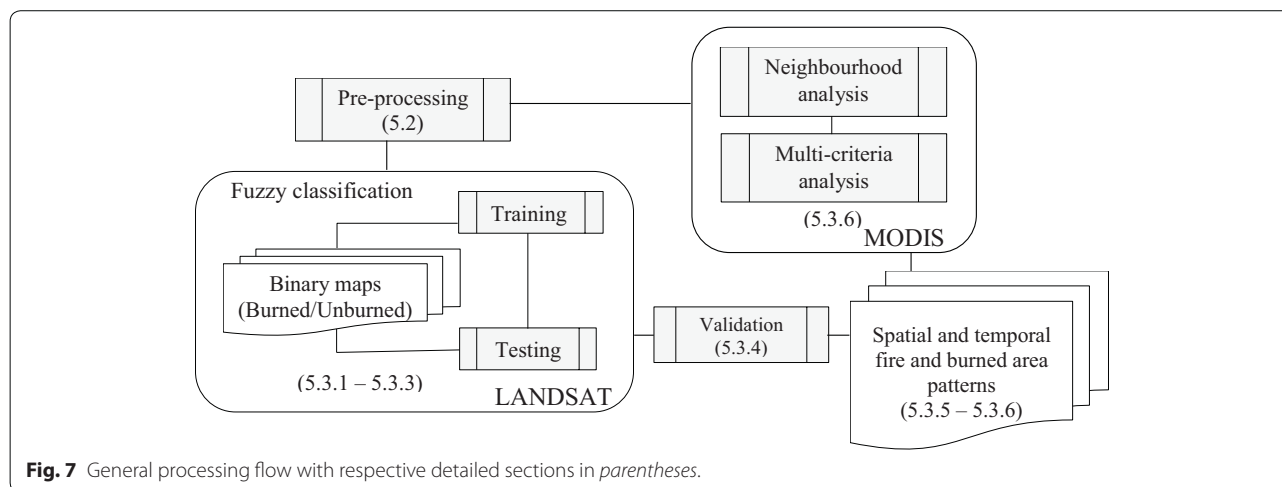 Pre-processing
(5.2)
Neighbourhood
analysis
Multi-criteria
analysis
(5.3.6)
MODIS
Fuzzy classification
Training
Binary maps
(Burned/Unburned)
Testing
(5.3.1 – 5.3.3)
LANDSAT
Validation
(5.3.4)
Spatial and temporal
fire and burned area
patterns
(5.3.5 – 5.3.6)
Fig. 7 General processing flow with respective detailed sections in parentheses.